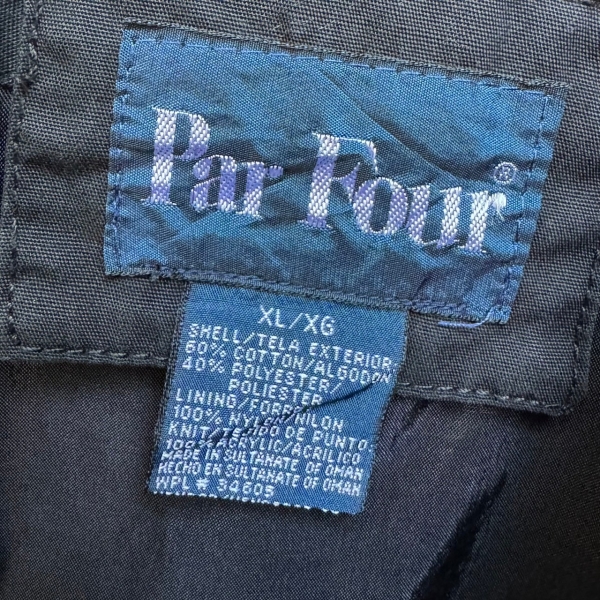 Par Four®
XL/XG
SHELL/TELA EXTERIOR:
60% COTTON/ALGODON
40% POLYESTER/
POLIESTER
LINING/FORRO:
100% NYLON/NILON
KNIT/TEJIDO DE PUNTO
100% ACRYLIC/ACRILICO
MADE IN SULTANATE OF OMAN
HECHO EN SULTANATE OF OMAN
WPL # 34605